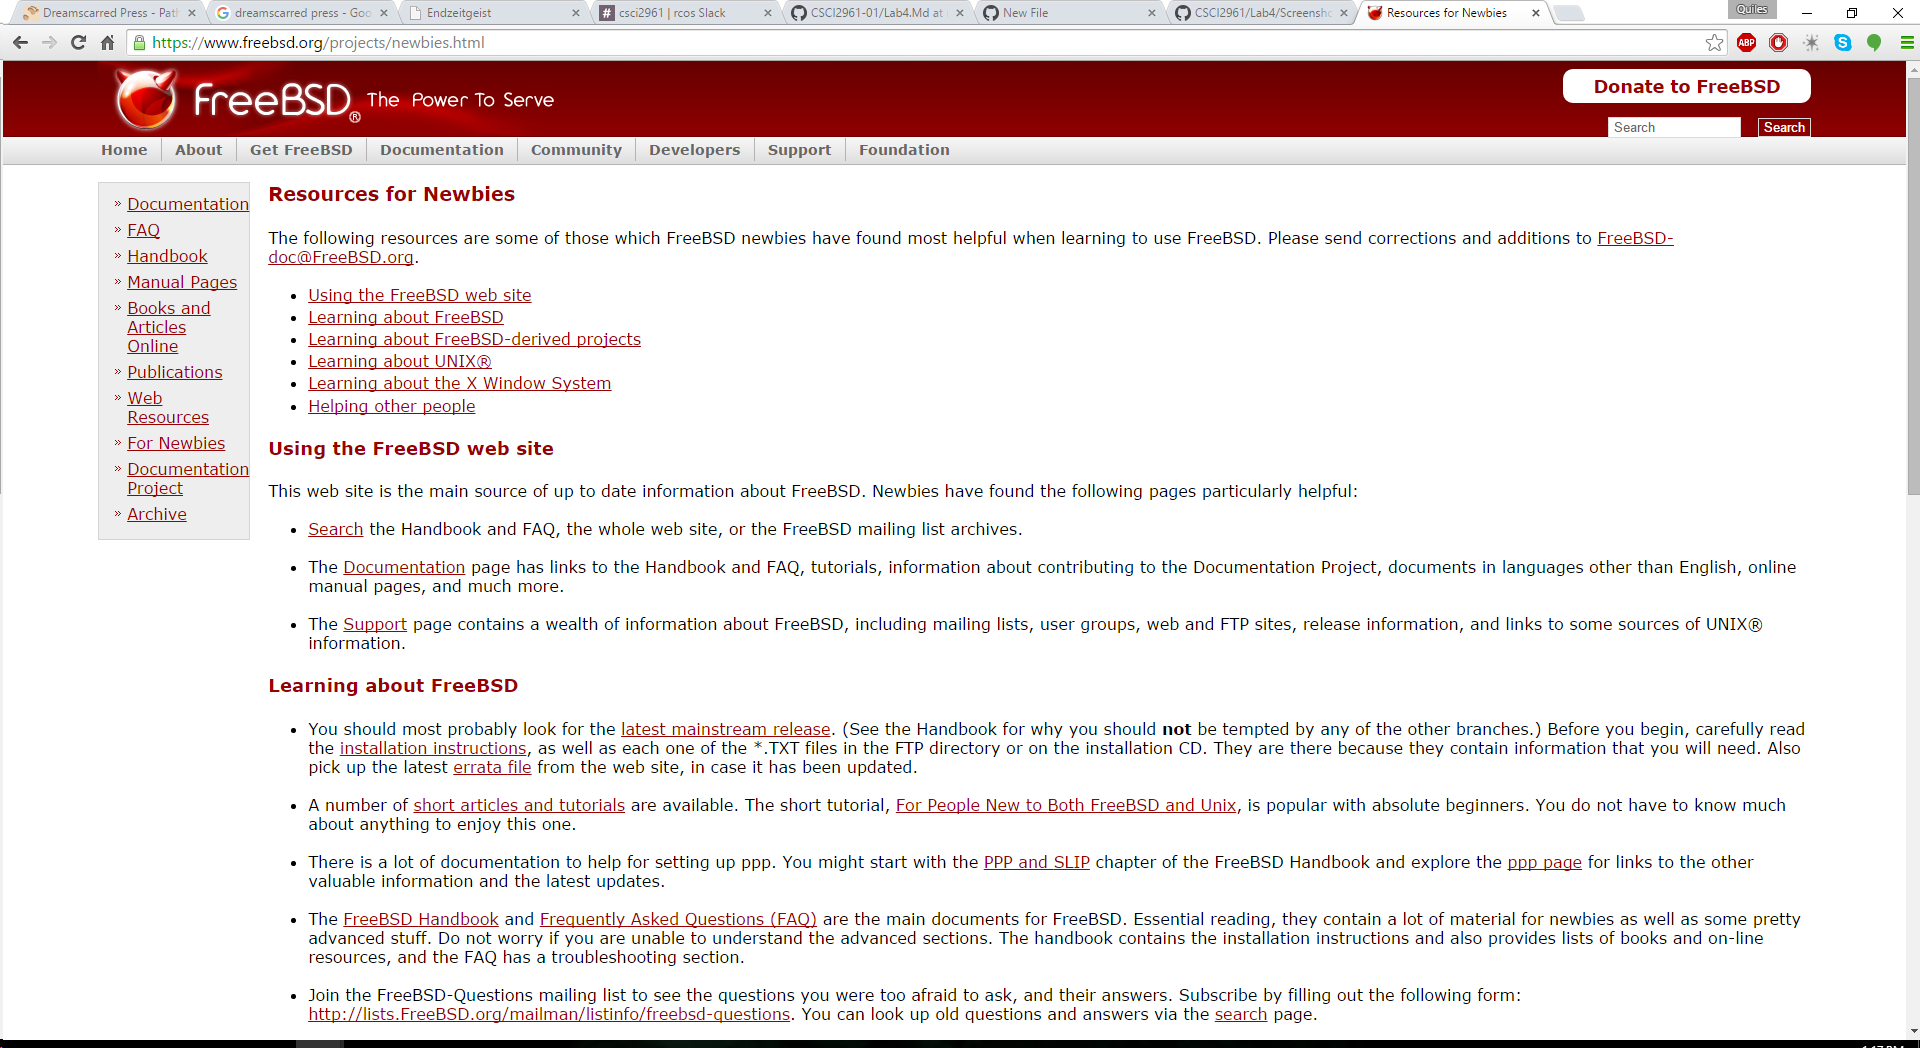 Dreamscarred Press - Path
dreamscarred press - Goo
Endzeitgeist
csci2961 | rcos Slack
CSCI2961-01/Lab4.Md at
New File
CSCI2961/Lab4/Screensho
Resources for Newbies
Quiles
https://www.freebsd.org/projects/newbies.html
ABP
FreeBSD® The Power To Serve
Donate to FreeBSD
Search
Search
Home
About
Get FreeBSD
Documentation
Community
Developers
Support
Foundation
» Documentation
» FAQ
» Handbook
» Manual Pages
» Books and
Articles
Online
» Publications
» Web
Resources
» For Newbies
» Documentation
Project
» Archive
Resources for Newbies
The following resources are some of those which FreeBSD newbies have found most helpful when learning to use FreeBSD. Please send corrections and additions to FreeBSD-
doc@FreeBSD.org.
• Using the FreeBSD web site
• Learning about FreeBSD
• Learning about FreeBSD-derived projects
• Learning about UNIX®
• Learning about the X Window System
• Helping other people
Using the FreeBSD web site
This web site is the main source of up to date information about FreeBSD. Newbies have found the following pages particularly helpful:
• Search the Handbook and FAQ, the whole web site, or the FreeBSD mailing list archives.
• The Documentation page has links to the Handbook and FAQ, tutorials, information about contributing to the Documentation Project, documents in languages other than English, online
manual pages, and much more.
• The Support page contains a wealth of information about FreeBSD, including mailing lists, user groups, web and FTP sites, release information, and links to some sources of UNIX®
information.
Learning about FreeBSD
• You should most probably look for the latest mainstream release. (See the Handbook for why you should not be tempted by any of the other branches.) Before you begin, carefully read
the installation instructions, as well as each one of the *.TXT files in the FTP directory or on the installation CD. They are there because they contain information that you will need. Also
pick up the latest errata file from the web site, in case it has been updated.
• A number of short articles and tutorials are available. The short tutorial, For People New to Both FreeBSD and Unix, is popular with absolute beginners. You do not have to know much
about anything to enjoy this one.
• There is a lot of documentation to help for setting up ppp. You might start with the PPP and SLIP chapter of the FreeBSD Handbook and explore the ppp page for links to the other
valuable information and the latest updates.
• The FreeBSD Handbook and Frequently Asked Questions (FAQ) are the main documents for FreeBSD. Essential reading, they contain a lot of material for newbies as well as some pretty
advanced stuff. Do not worry if you are unable to understand the advanced sections. The handbook contains the installation instructions and also provides lists of books and on-line
resources, and the FAQ has a troubleshooting section.
• Join the FreeBSD-Questions mailing list to see the questions you were too afraid to ask, and their answers. Subscribe by filling out the following form:
http://lists.FreeBSD.org/mailman/listinfo/freebsd-questions. You can look up old questions and answers via the search page.